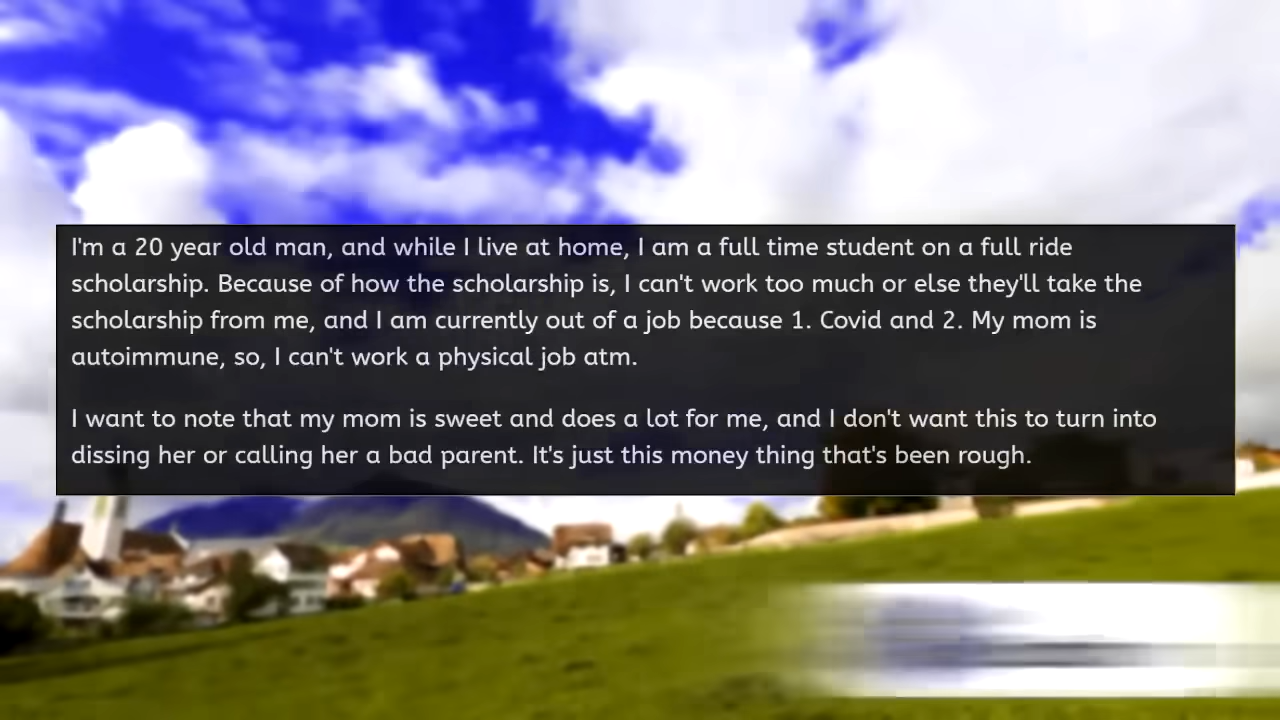 I'm a 20 year old man, and while I live at home, I am a full time student on a full ride
scholarship. Because of how the scholarship is, I can't work too much or else they'll take the
scholarship from me, and I am currently out of a job because 1. Covid and 2. My mom is
autoimmune, so, I can't work a physical job atm.
I want to note that my mom is sweet and does a lot for me, and I don't want this to turn into
dissing her or calling her a bad parent. It's just this money thing that's been rough.